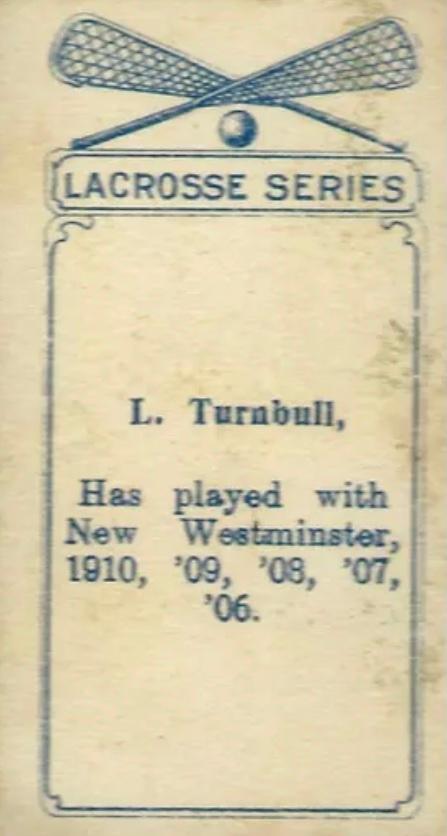 LACROSSE SERIES
L. Turnbull,
Has played with
New Westminster,
1910, '09, '08, '07,
'06.